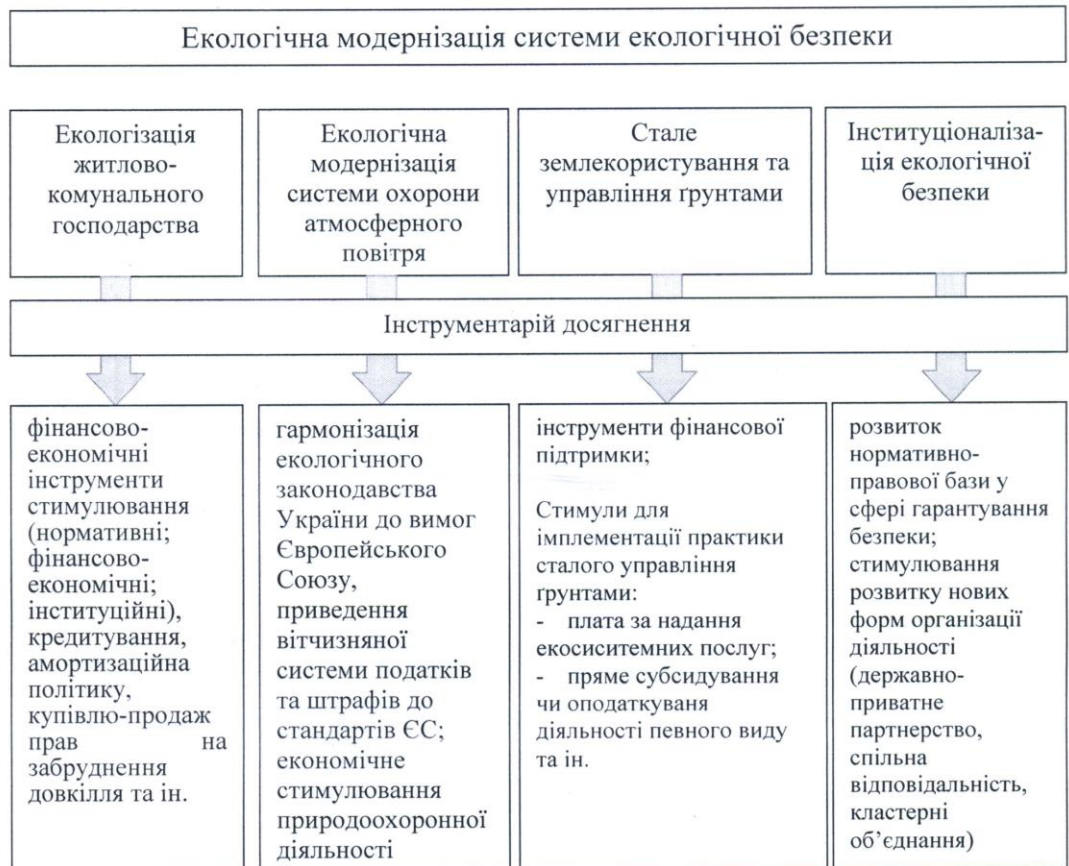 Екологічна модернізація системи екологічної безпеки
Екологізація
житлово-
комунального
господарства
Екологічна
модернізація
системи охорони
атмосферного
повітря
Стале
землекористування та
управління ґрунтами
Інституціоналіза-
ція екологічної
безпеки
Інструментарій досягнення
фінансово-
економічні
інструменти
стимулювання
(нормативні;
фінансово-
економічні;
інституційні),
кредитування,
амортизаційна
політику,
купівлю-продаж
прав на
забруднення
довкілля та ін.
гармонізація
екологічного
законодавства
України до вимог
Європейського
Союзу,
приведення
вітчизняної
системи податків
та штрафів до
стандартів ЄС;
економічне
стимулювання
природоохоронної
діяльності
інструменти фінансової
підтримки;
Стимули для
імплементації практики
сталого управління
ґрунтами:
- плата за надання
екосиситемних послуг;
- пряме субсидування
чи оподаткуваня
діяльності певного виду
та ін.
розвиток
нормативно-
правової бази у
сфері гарантування
безпеки;
стимулювання
розвитку нових
форм організації
діяльності
(державно-
приватне
партнерство,
спільна
відповідальність,
кластерні
об’єднання)